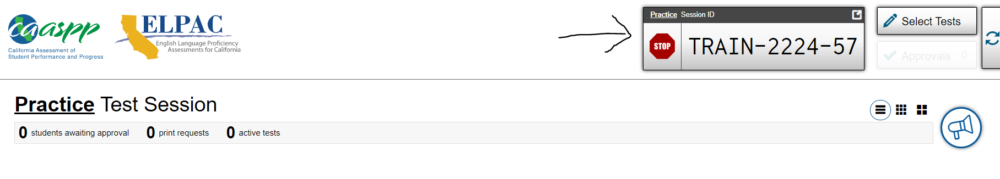 caaspp
California Assessment of
Student Performance and Progress
ELPAC
English Language Proficiency
Assessments for California
Practice Session ID
STOP
TRAIN-2224-57
Select Tests
Approvals 0
Practice Test Session
0 students awaiting approval 0 print requests 0 active tests